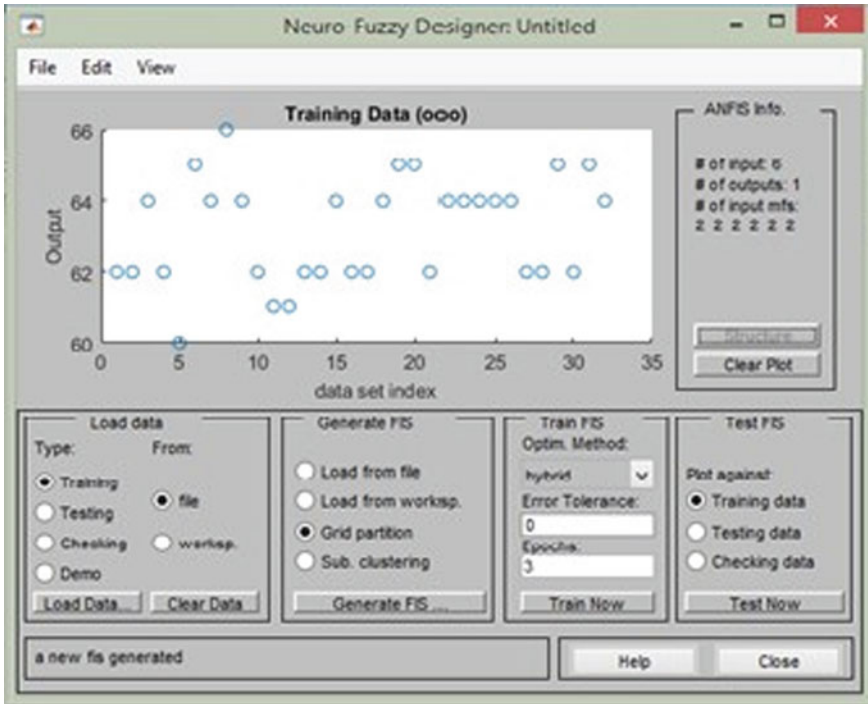 Neuro-Fuzzy Designer: Untitled
File Edit View
Training Data (ooo)
66
64
62
60
Output
0 5 10 15 20 25 30 35
data set index
ANFIS Info.
# of input: 6
# of outputs: 1
# of input mfs:
2 2 2 2 2 2
Structure
Clear Plot
Load data
Type: From:
Training
Testing
Checking
Demo
file
worksp.
Load Data... Clear Data
Generate FIS
Load from file
Load from worksp.
Grid partition
Sub. clustering
Generate FIS ...
Train FIS
Optim. Method:
hybrid
Error Tolerance:
0
Epochs:
3
Train Now
Test FIS
Plot against:
Training data
Testing data
Checking data
Test Now
a new fis generated
Help Close